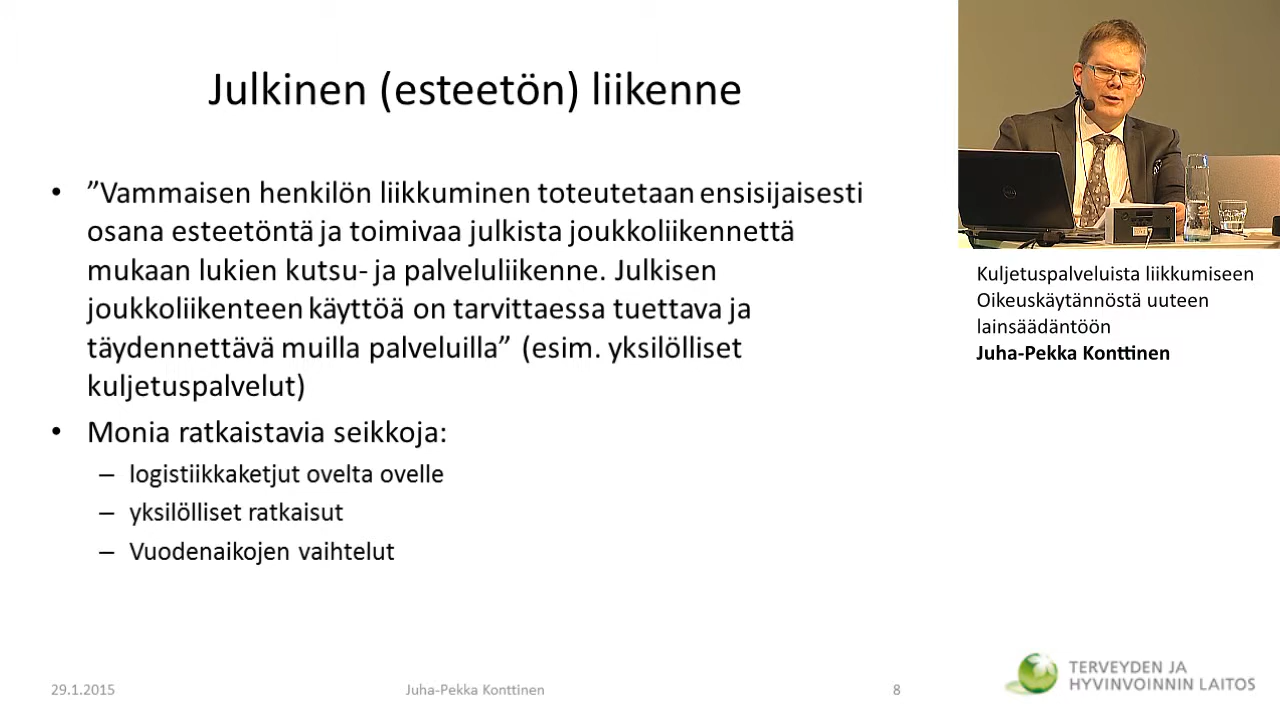 Julkinen (esteetön) liikenne
• ”Vammaisen henkilön liikkuminen toteutetaan ensisijaisesti
osana esteetöntä ja toimivaa julkista joukkoliikennettä
mukaan lukien kutsu- ja palveluliikenne. Julkisen
joukkoliikenteen käyttöä on tarvittaessa tuettava ja
täydennettävä muilla palveluilla” (esim. yksilölliset
kuljetuspalvelut)
• Monia ratkaistavia seikkoja:
– logistiikkaketjut ovelta ovelle
– yksilölliset ratkaisut
– Vuodenaikojen vaihtelut
29.1.2015
Juha-Pekka Konttinen
8
Kuljetuspalveluista liikkumiseen
Oikeuskäytännöstä uuteen
lainsäädäntöön
Juha-Pekka Konttinen
TERVEYDEN JA
HYVINVOINNIN LAITOS